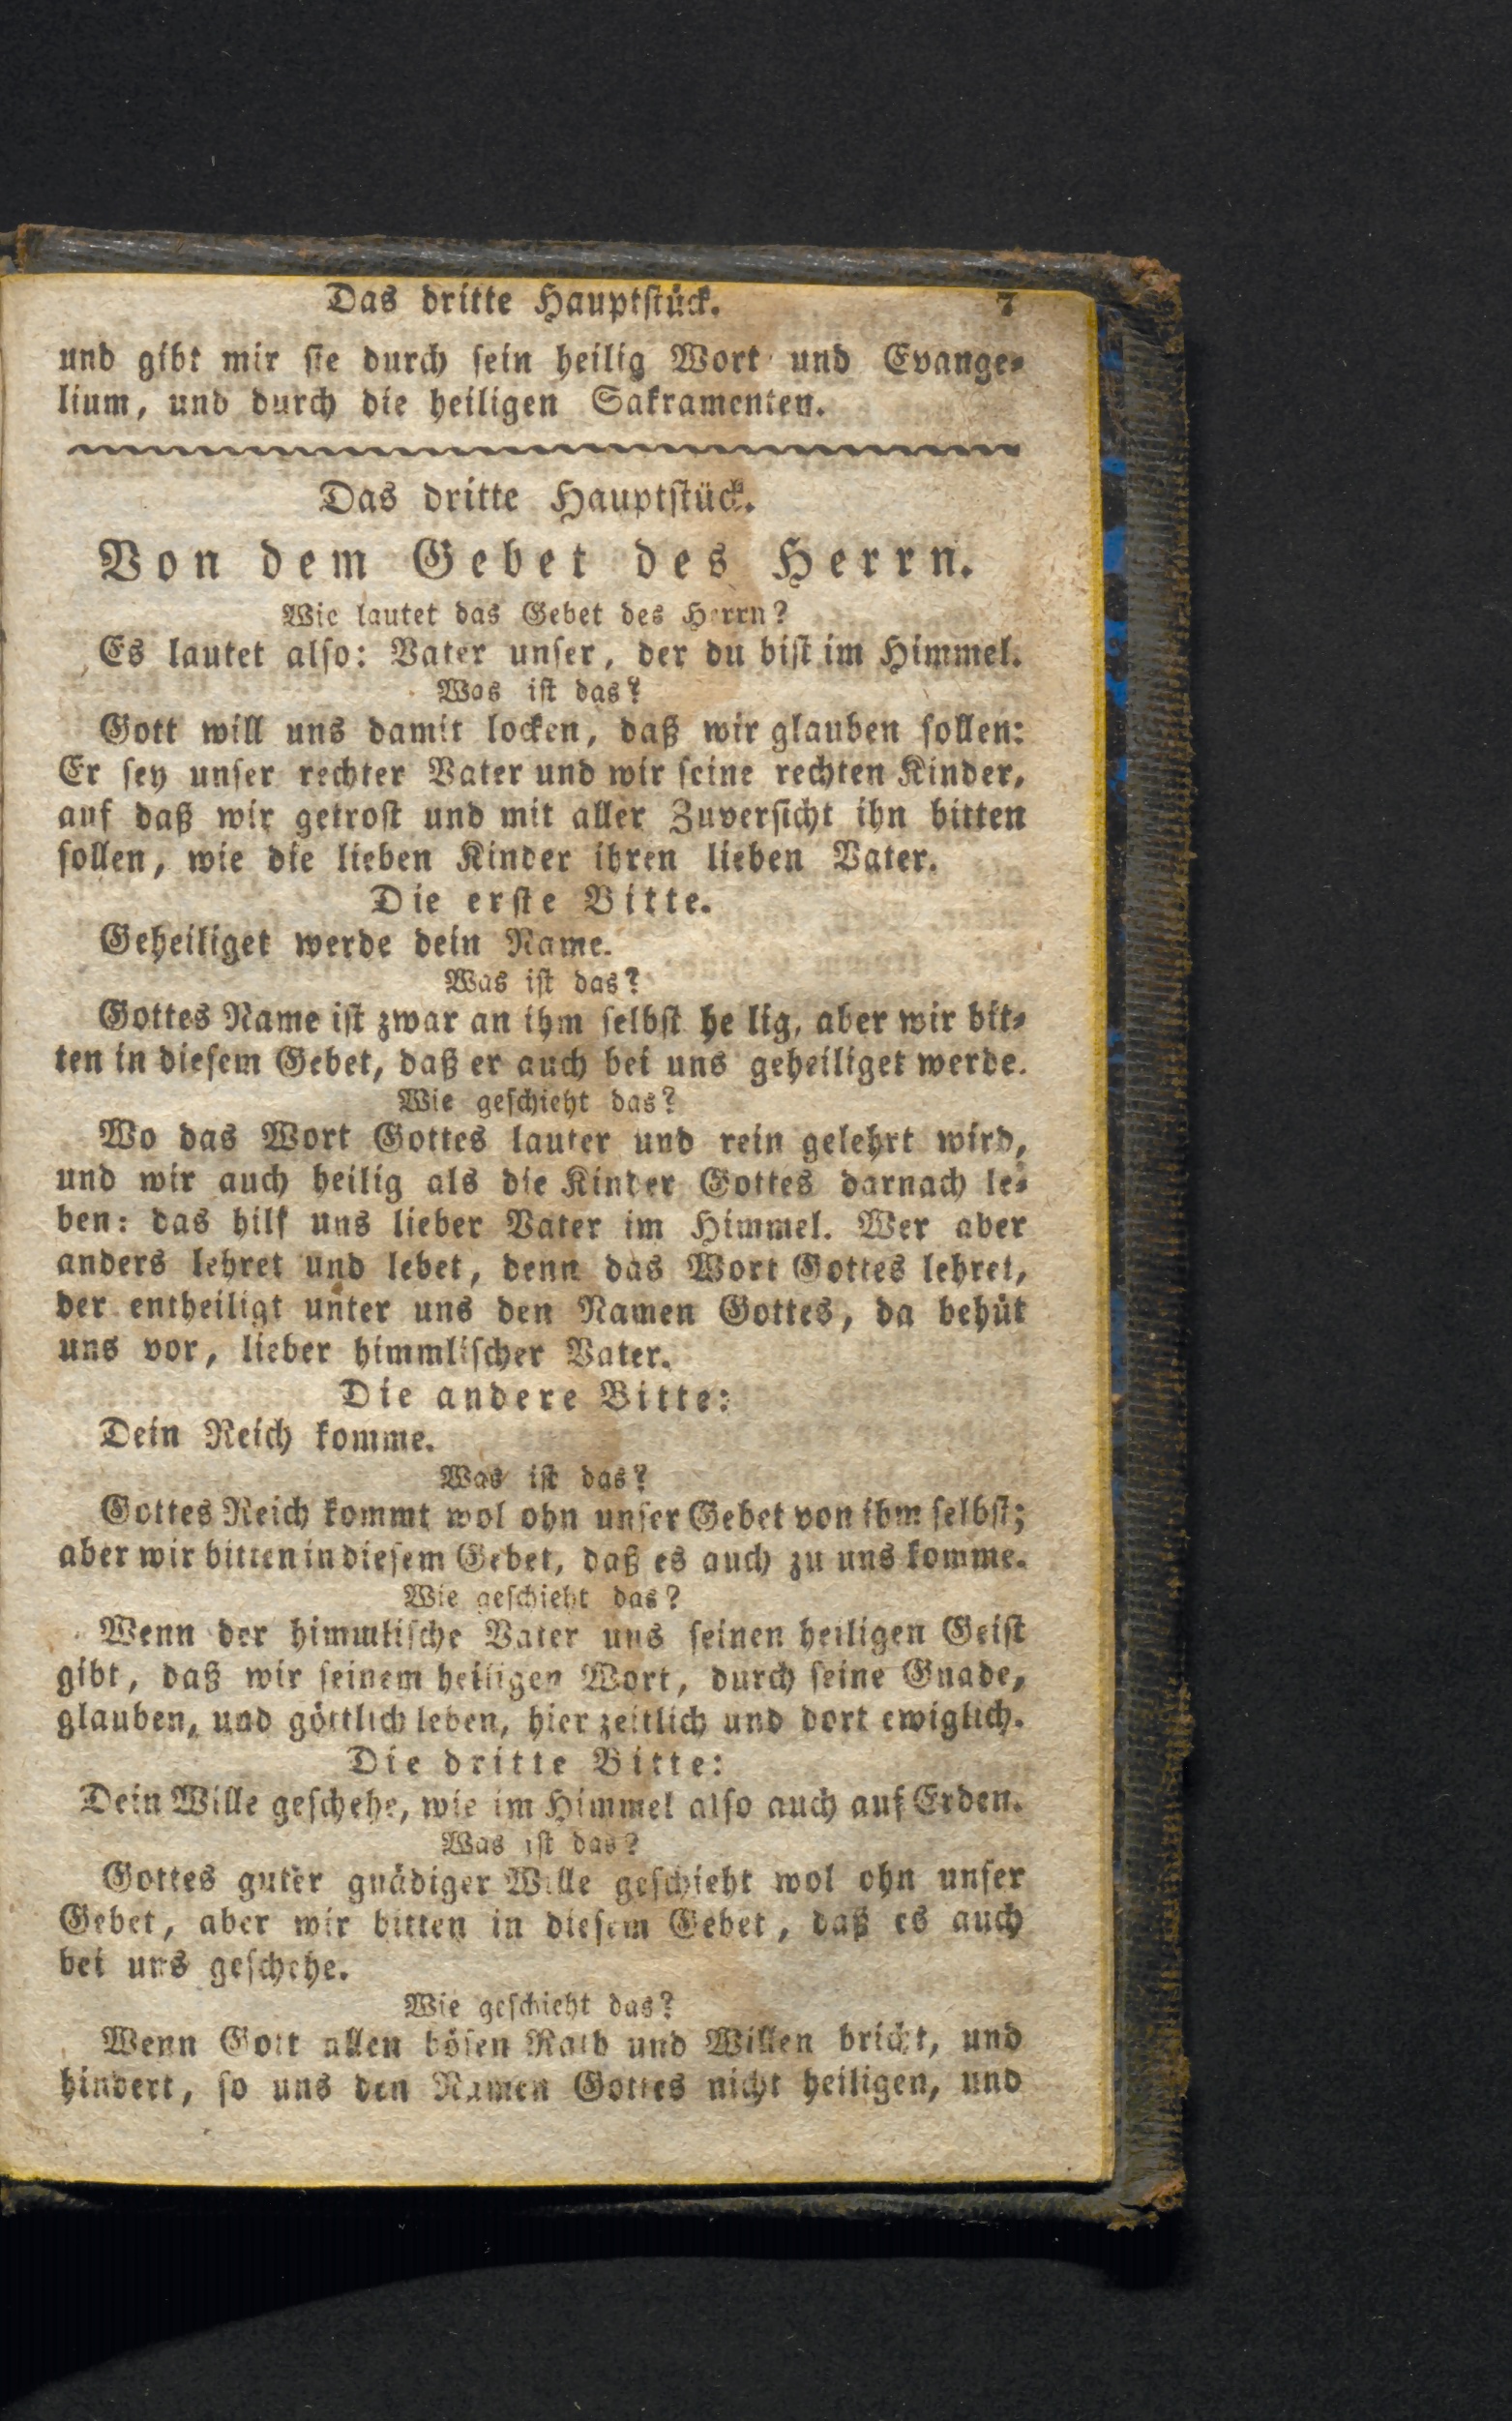 Das dritte Hauptstück. 7
und gibt mir sie durch sein heilig Wort und Evange⸗
lium, und durch die heiligen Sakramenten.
Das dritte Hauptstück.
Von dem Gebet des Herrn.
Wie lautet das Gebet des Herrn?
Es lautet also: Vater unser, der du bist im Himmel.
Was ist das?
Gott will uns damit locken, daß wir glauben sollen:
Er sey unser rechter Vater und wir seine rechten Kinder,
auf daß wir getrost und mit aller Zuversicht ihn bitten
sollen, wie die lieben Kinder ihren lieben Vater.
Die erste Bitte.
Geheiliget werde dein Name.
Was ist das?
Gottes Name ist zwar an ihm selbst he lig, aber wir bit⸗
ten in diesem Gebet, daß er auch bei uns geheiliget werde.
Wie geschieht das?
Wo das Wort Gottes lauter und rein gelehrt wird,
und wir auch heilig als die Kinder Gottes darnach le⸗
ben: das hilf uns lieber Vater im Himmel. Wer aber
anders lehret und lebet, denn das Wort Gottes lehret,
der entheiligt unter uns den Namen Gottes, da behüt
uns vor, lieber himmlischer Vater.
Die andere Bitte:
Dein Reich komme.
Was ist das?
Gottes Reich kommt wol ohn unser Gebet von ihm selbst;
aber wir bitten in diesem Gebet, daß es auch zu uns komme.
Wie geschieht das?
Wenn der himmlische Vater uns seinen heiligen Geist
gibt, daß wir seinem heiligen Wort, durch seine Gnade,
glauben, und göttlich leben, hier zeitlich und dort ewiglich.
Die dritte Bitte:
Dein Wille geschehe, wie im Himmel also auch auf Erden.
Was ist das?
Gottes guter gnädiger Wille geschieht wol ohn unser
Gebet, aber wir bitten in diesem Gebet, daß es auch
bei uns geschehe.
Wie geschieht das?
Wenn Gott allen bösen Rath und Willen bricht, und
hindert, so uns den Namen Gottes nicht heiligen, und